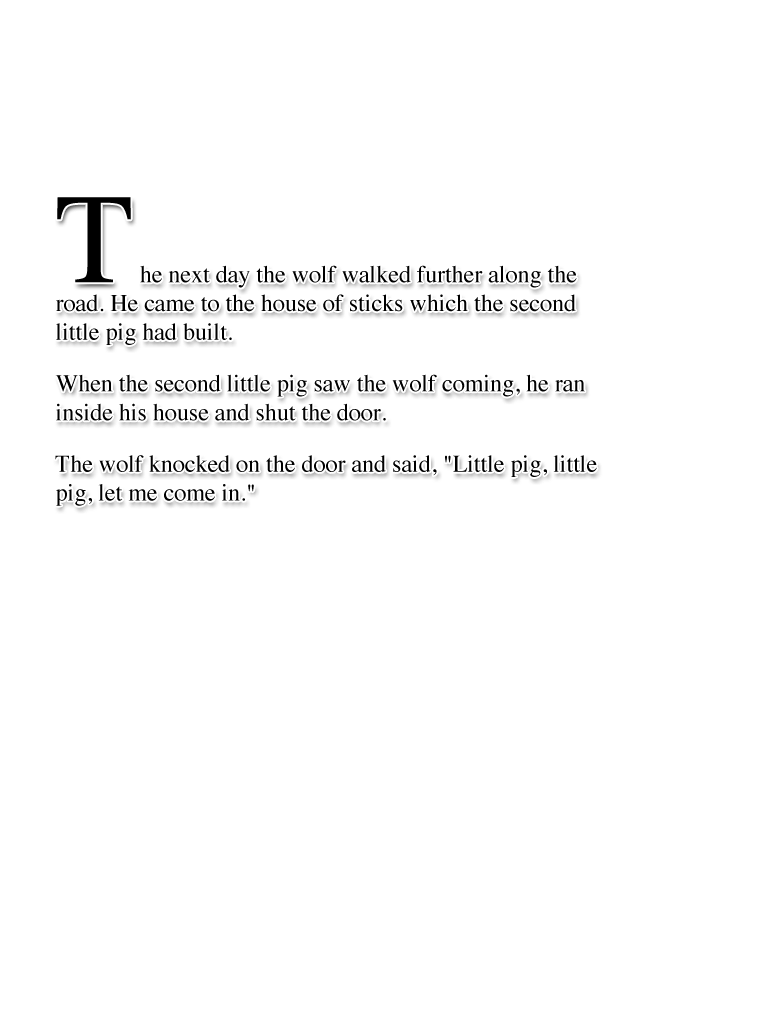 The next day the wolf walked further along the
road. He came to the house of sticks which the second
little pig had built.
When the second little pig saw the wolf coming, he ran
inside his house and shut the door.
The wolf knocked on the door and said, "Little pig, little
pig, let me come in."